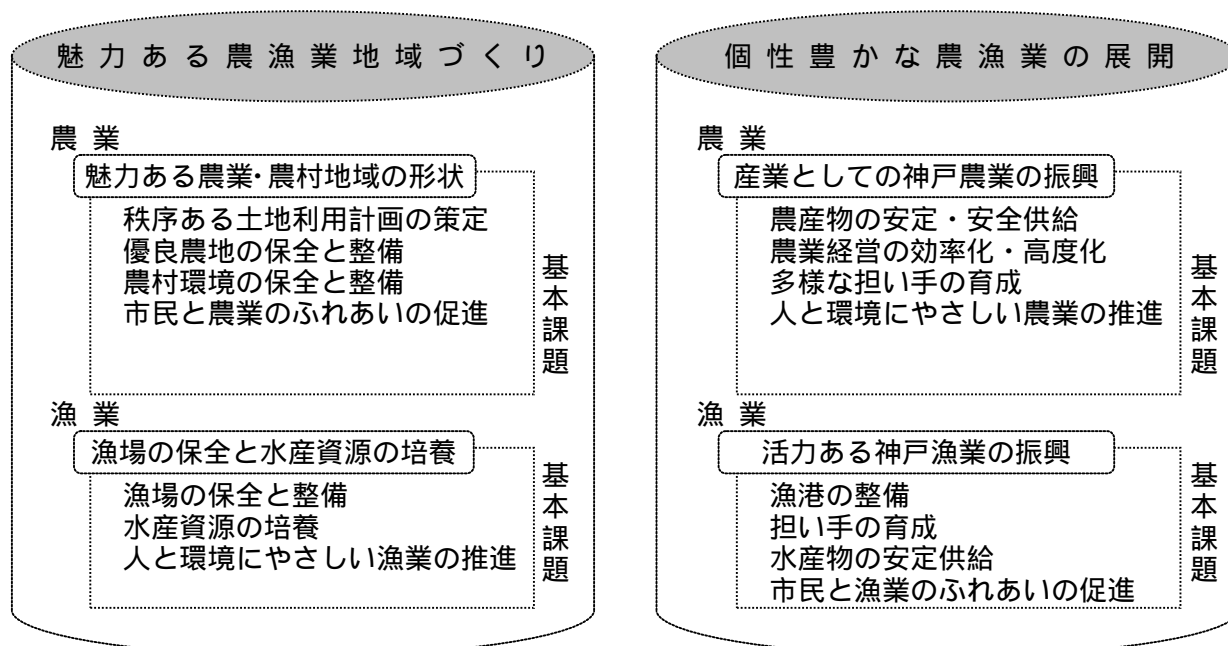 魅力ある農漁業地域づくり
農業
魅力ある農業・農村地域の形状
秩序ある土地利用計画の策定
優良農地の保全と整備
農村環境の保全と整備
市民と農業のふれあいの促進
基本課題
漁業
漁場の保全と水産資源の培養
漁場の保全と整備
水産資源の培養
人と環境にやさしい漁業の推進
基本課題
個性豊かな農漁業の展開
農業
産業としての神戸農業の振興
農産物の安定・安全供給
農業経営の効率化・高度化
多様な担い手の育成
人と環境にやさしい農業の推進
基本課題
漁業
活力ある神戸漁業の振興
漁港の整備
担い手の育成
水産物の安定供給
市民と漁業のふれあいの促進
基本課題